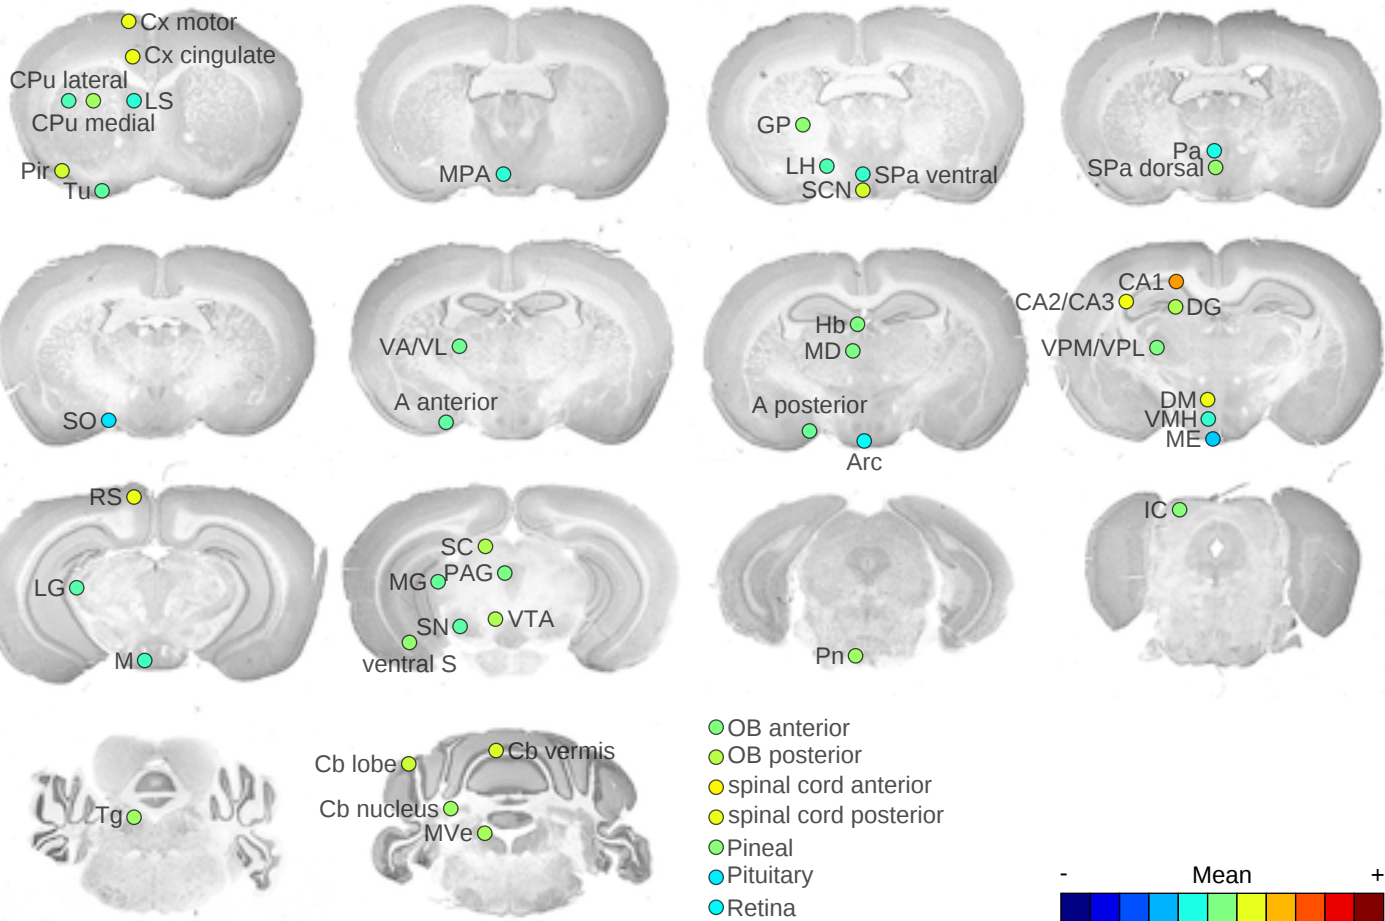 Cx motor
Cx cingulate
CPu lateral
LS
CPu medial
Pir
Tu
MPA
GP
LH
SPa ventral
SCN
Pa
SPa dorsal
SO
VA/VL
A anterior
Hb
MD
A posterior
Arc
CA1
CA2/CA3
DG
VPM/VPL
DM
VMH
ME
RS
LG
M
SC
MG
PAG
SN
VTA
ventral S
Pn
IC
Tg
Cb lobe
Cb vermis
Cb nucleus
MVe
OB anterior
OB posterior
spinal cord anterior
spinal cord posterior
Pineal
Pituitary
Retina
- Mean +